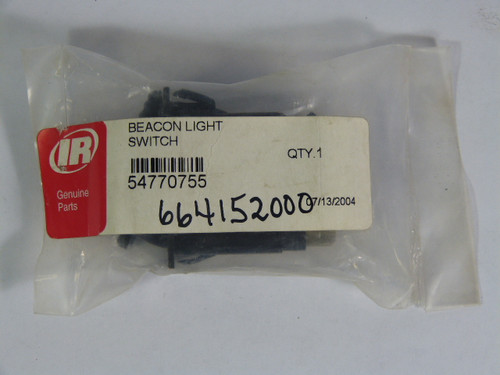 IR
Genuine
Parts
BEACON LIGHT
SWITCH
QTY.1
54770755
07/13/2004
664152000